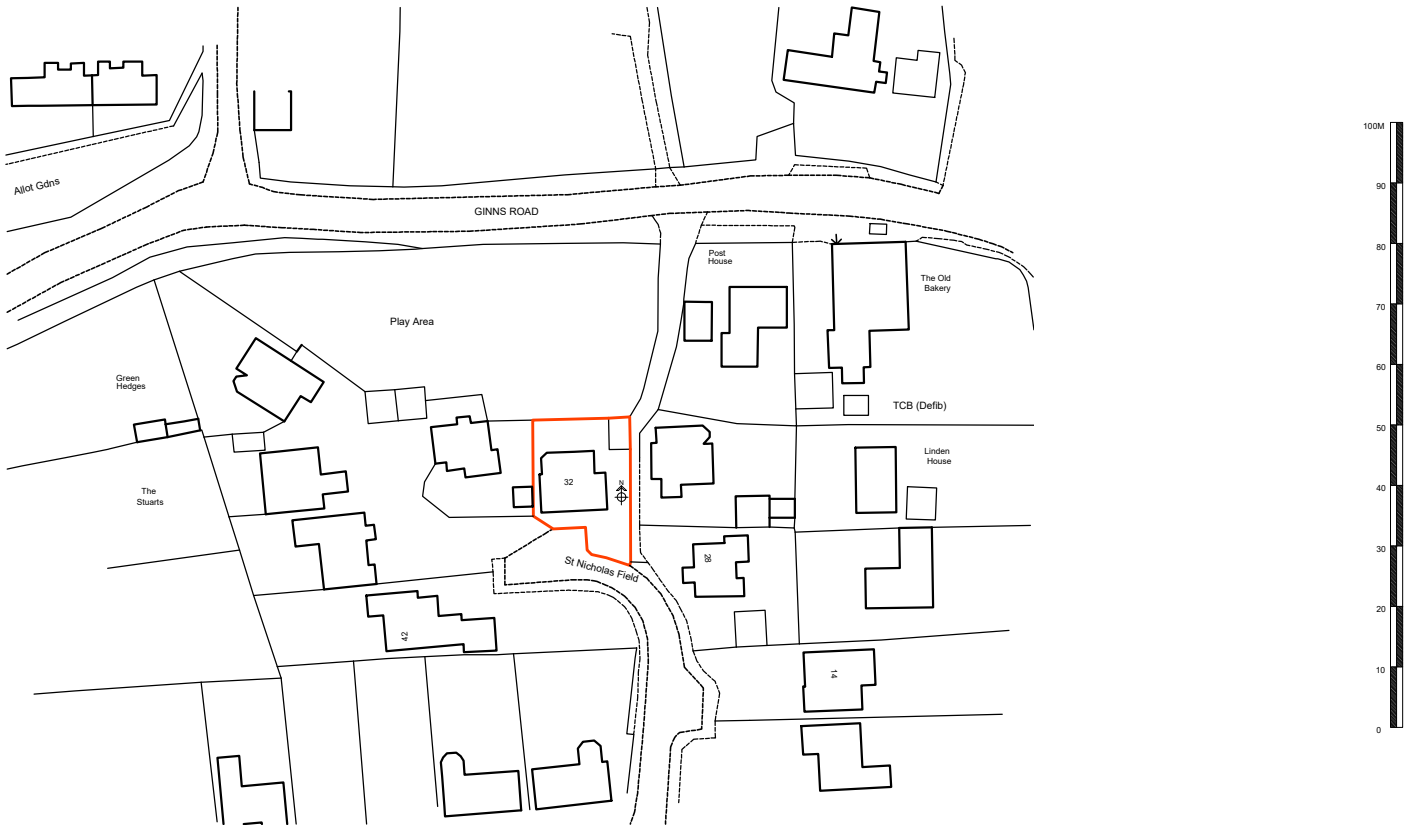 100M
90
Allot Gdns
GINNS ROAD
80
Post
House
The Old
Bakery
70
Play Area
Green
Hedges
60
TCB (Defib)
50
Linden
House
32
N
The
Stuarts
40
28
St Nicholas Field
30
20
42
14
10
0